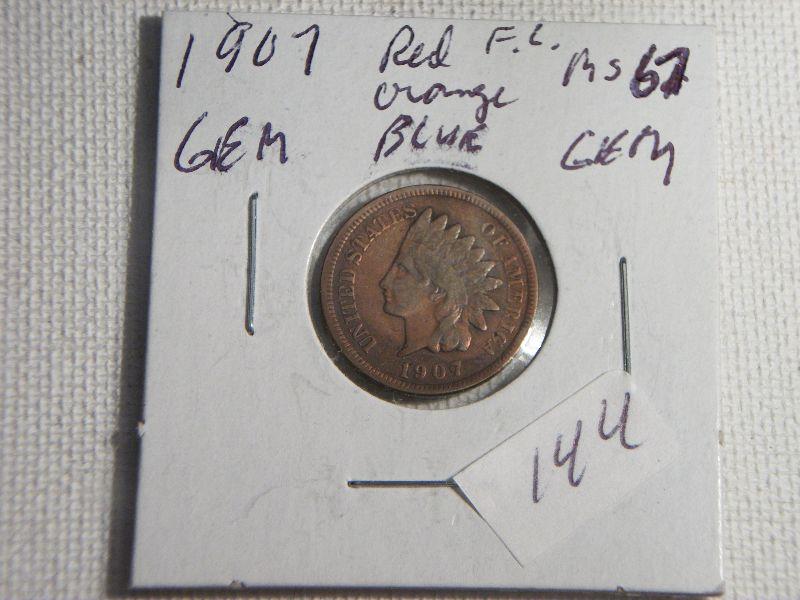 1907 Red F.L. MS 67
orange
GEM BLUE GEM
UNITED STATES OF AMERICA
1907
144